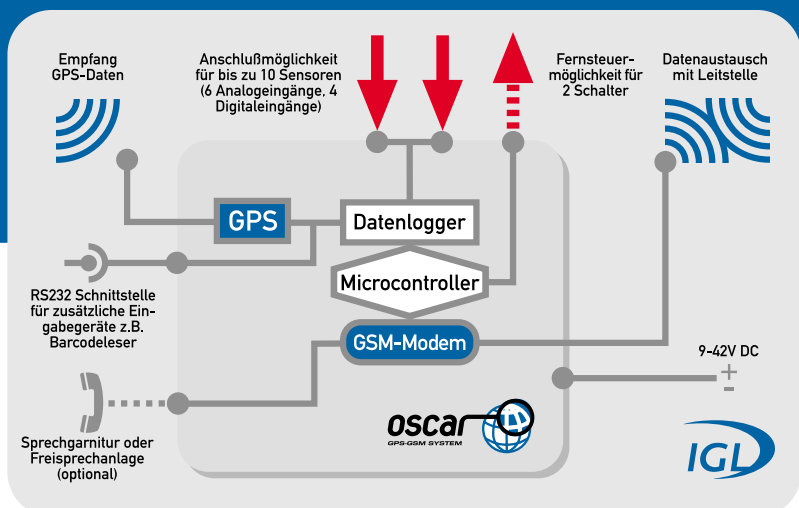 Empfang
GPS-Daten
Anschlußmöglichkeit
für bis zu 10 Sensoren
(6 Analogeingänge, 4
Digitaleingänge)
Fernsteuer-
möglichkeit für
2 Schalter
Datenaustausch
mit Leitstelle
GPS
Datenlogger
Microcontroller
RS232 Schnittstelle
für zusätzliche Ein-
gabegeräte z.B.
Barcodeleser
GSM-Modem
9-42V DC
+
-
Sprechgarnitur oder
Freisprechanlage
(optional)
oscar
GPS-GSM SYSTEM
IGL